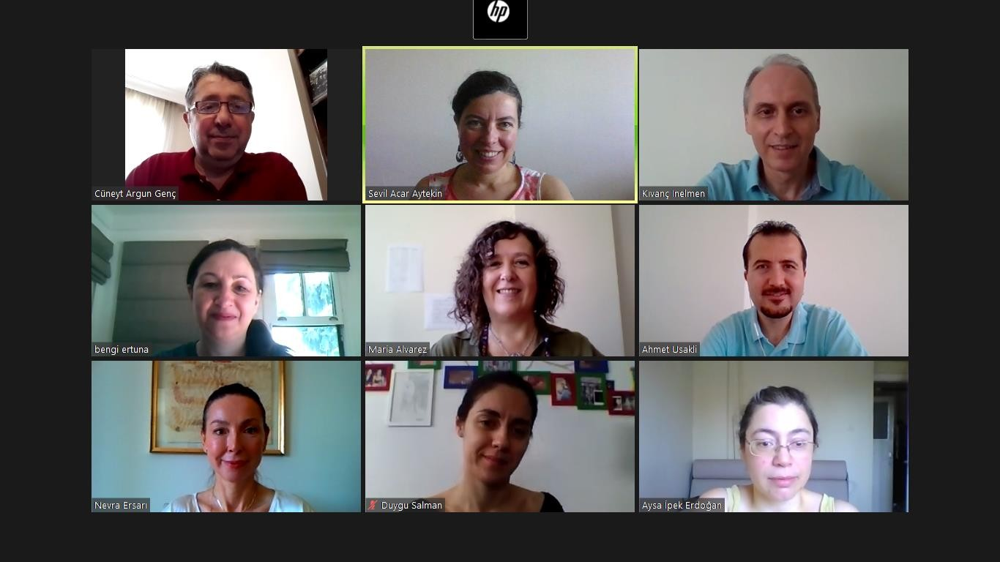 hp
Cüneyt Argun Genç
Sevil Acar Aytekin
Kıvanç Inelmen
bengi ertuna
Maria Alvarez
Ahmet Usakli
Nevra Ersarı
Duygu Salman
Aysa İpek Erdoğan